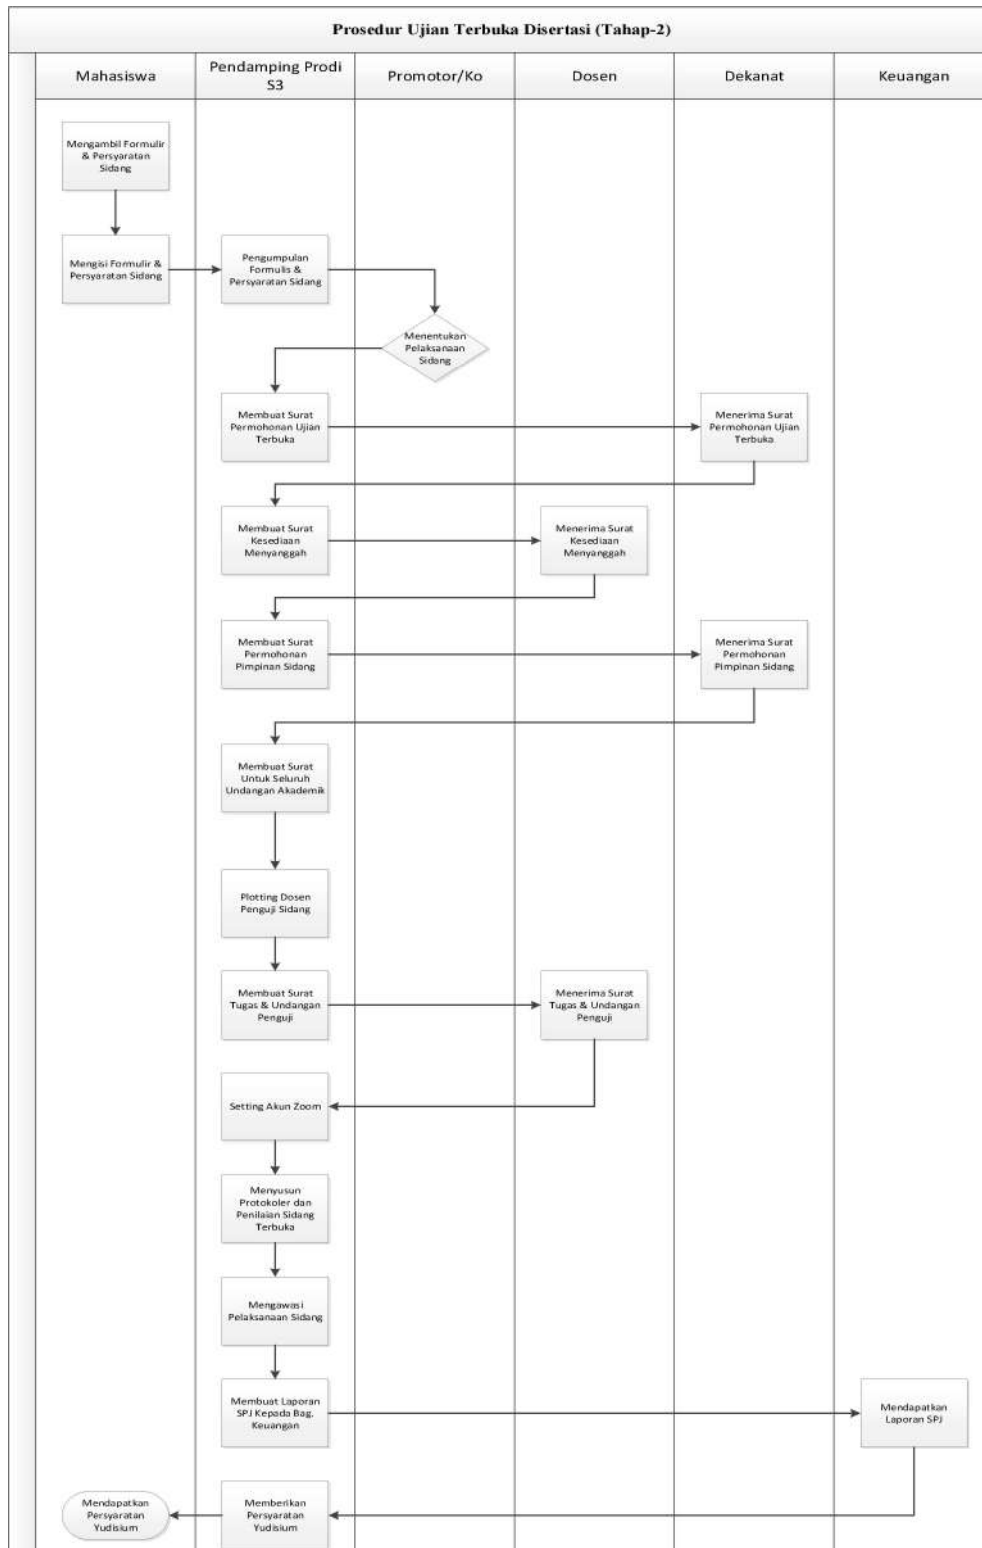 Prosedur Ujian Terbuka Disertasi (Tahap-2)
Mahasiswa
Pendamping Prodi
S3
Promotor/Ko
Dosen
Dekanat
Keuangan
Mengambil Formulir
& Persyaratan
Sidang
Mengisi Formulir &
Persyaratan Sidang
Pengumpulan
Formulis &
Persyaratan Sidang
Menentukan
Pelaksanaan
Sidang
Membuat Surat
Permohonan Ujian
Terbuka
Menerima Surat
Permohonan Ujian
Terbuka
Membuat Surat
Kesediaan
Menyanggah
Menerima Surat
Kesediaan
Menyanggah
Membuat Surat
Permohonan
Pimpinan Sidang
Menerima Surat
Permohonan
Pimpinan Sidang
Membuat Surat
Untuk Seluruh
Undangan Akademik
Plotting Dosen
Penguji Sidang
Membuat Surat
Tugas & Undangan
Penguji
Menerima Surat
Tugas & Undangan
Penguji
Setting Akun Zoom
Menyusun
Protokoler dan
Penilaian Sidang
Terbuka
Mengawasi
Pelaksanaan Sidang
Membuat Laporan
SPJ Kepada Bag.
Keuangan
Mendapatkan
Laporan SPJ
Mendapatkan
Persyaratan
Yudisium
Memberikan
Persyaratan
Yudisium